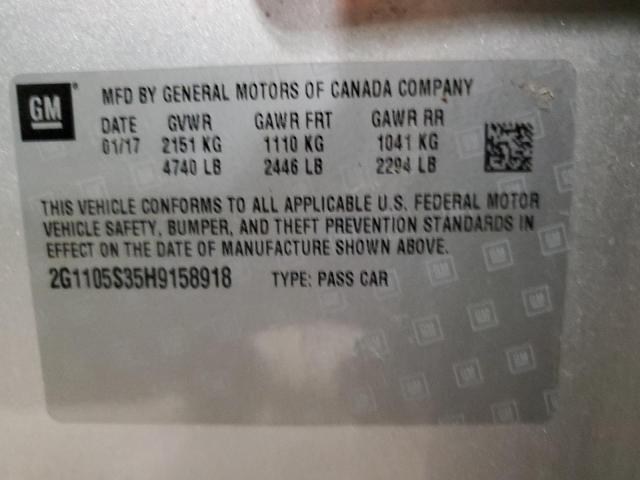 GM
MFD BY GENERAL MOTORS OF CANADA COMPANY
DATE GVWR GAWR FRT GAWR RR
01/17 2151 KG 1110 KG 1041 KG
4740 LB 2446 LB 2294 LB
THIS VEHICLE CONFORMS TO ALL APPLICABLE U.S. FEDERAL MOTOR
VEHICLE SAFETY, BUMPER, AND THEFT PREVENTION STANDARDS IN
EFFECT ON THE DATE OF MANUFACTURE SHOWN ABOVE.
2G1105S35H9158918 TYPE: PASS CAR